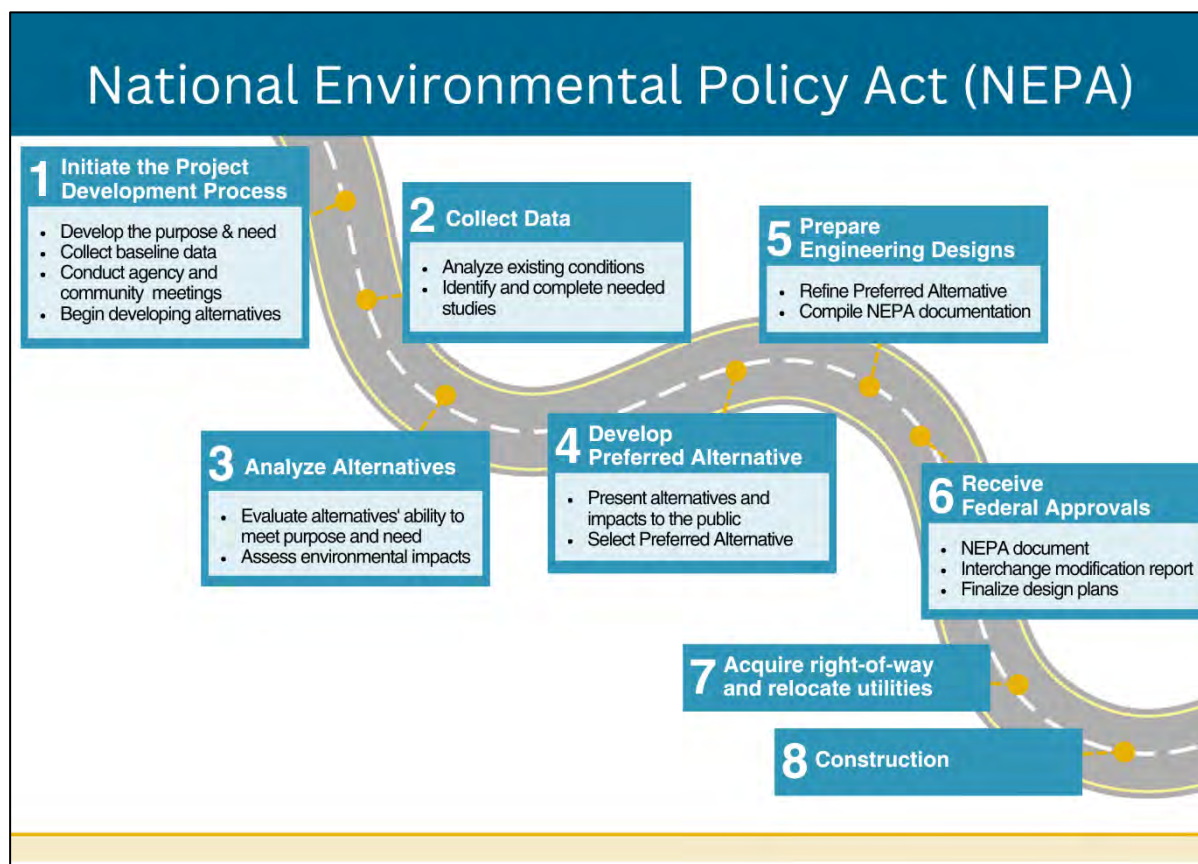 National Environmental Policy Act (NEPA)
1 Initiate the Project
Development Process
• Develop the purpose & need
• Collect baseline data
• Conduct agency and
community meetings
• Begin developing alternatives
2 Collect Data
• Analyze existing conditions
• Identify and complete needed
studies
3 Analyze Alternatives
• Evaluate alternatives' ability to
meet purpose and need
• Assess environmental impacts
4 Develop
Preferred Alternative
• Present alternatives and
impacts to the public
• Select Preferred Alternative
5 Prepare
Engineering Designs
• Refine Preferred Alternative
• Compile NEPA documentation
6 Receive
Federal Approvals
• NEPA document
• Interchange modification report
• Finalize design plans
7 Acquire right-of-way
and relocate utilities
8 Construction